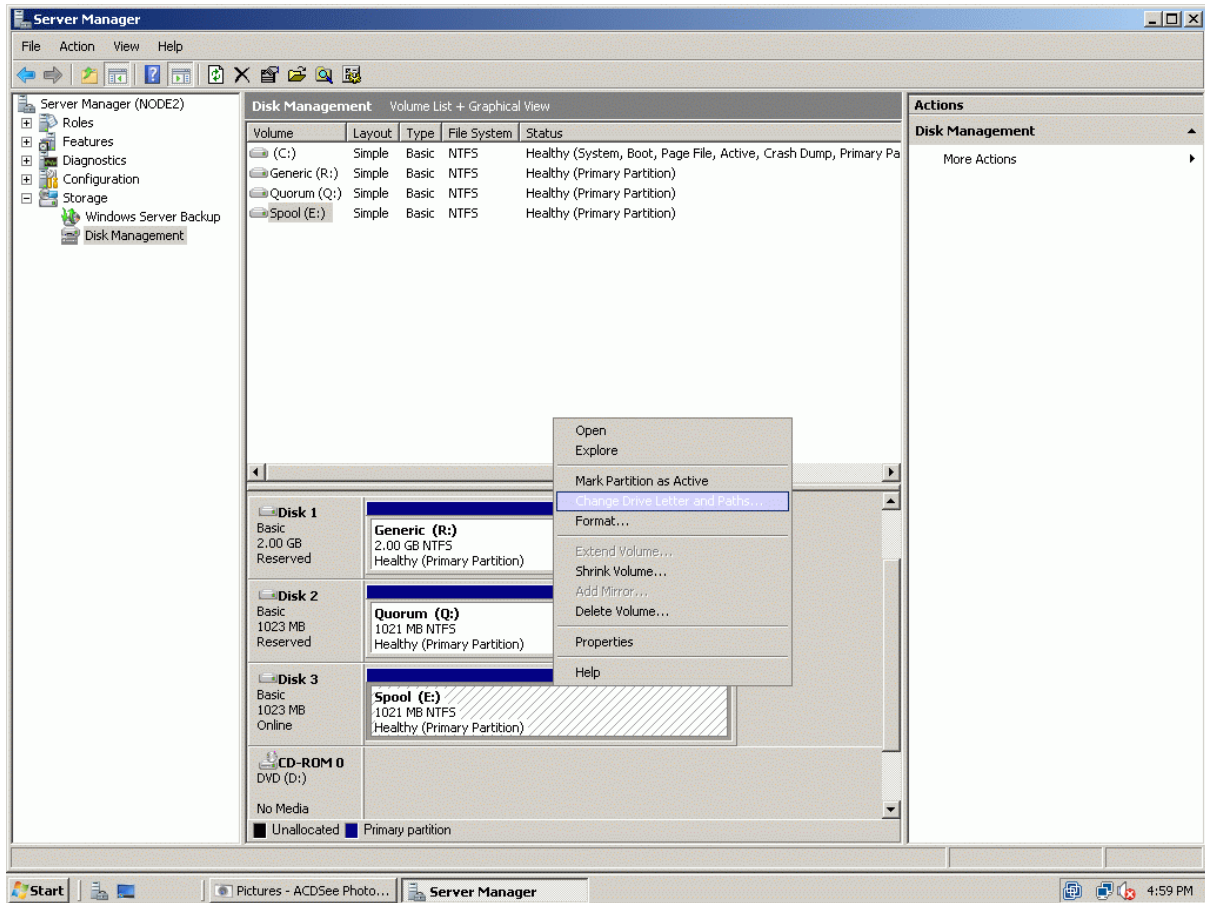 Server Manager
File Action View Help
Server Manager (NODE2)
Roles
Features
Diagnostics
Configuration
Storage
Windows Server Backup
Disk Management
Disk Management Volume List + Graphical View
Volume Layout Type File System Status
(C:) Simple Basic NTFS Healthy (System, Boot, Page File, Active, Crash Dump, Primary Pa
Generic (R:) Simple Basic NTFS Healthy (Primary Partition)
Quorum (Q:) Simple Basic NTFS Healthy (Primary Partition)
Spool (E:) Simple Basic NTFS Healthy (Primary Partition)
Open
Explore
Mark Partition as Active
Change Drive Letter and Paths...
Format...
Extend Volume...
Shrink Volume...
Add Mirror...
Delete Volume...
Properties
Help
Disk 1
Basic
2.00 GB
Reserved
Generic (R:)
2.00 GB NTFS
Healthy (Primary Partition)
Disk 2
Basic
1023 MB
Reserved
Quorum (Q:)
1021 MB NTFS
Healthy (Primary Partition)
Disk 3
Basic
1023 MB
Online
Spool (E:)
1021 MB NTFS
Healthy (Primary Partition)
CD-ROM 0
DVD (D:)
No Media
Unallocated Primary partition
Actions
Disk Management
More Actions
Start Pictures - ACDSee Photo... Server Manager 4:59 PM